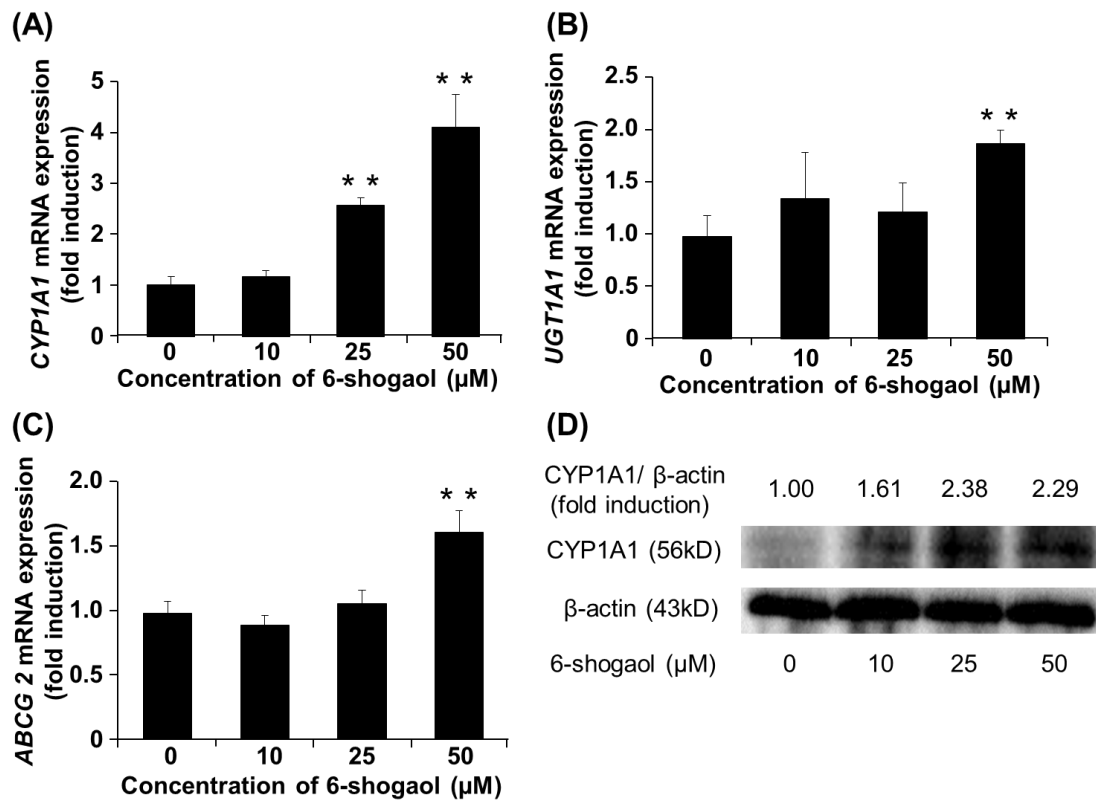 (A)
CYP1A1 mRNA expression
(fold induction)
5
4
3
2
1
0
* *
* *
0 10 25 50
Concentration of 6-shogaol (µM)
(B)
UGT1A1 mRNA expression
(fold induction)
2.5
2.0
1.5
1.0
0.5
0
* *
0 10 25 50
Concentration of 6-shogaol (µM)
(C)
ABCG 2 mRNA expression
(fold induction)
2.0
1.5
1.0
0.5
0
* *
0 10 25 50
Concentration of 6-shogaol (µM)
(D)
CYP1A1/ β-actin
(fold induction)
1.00 1.61 2.38 2.29
CYP1A1 (56kD)
β-actin (43kD)
6-shogaol (µM) 0 10 25 50